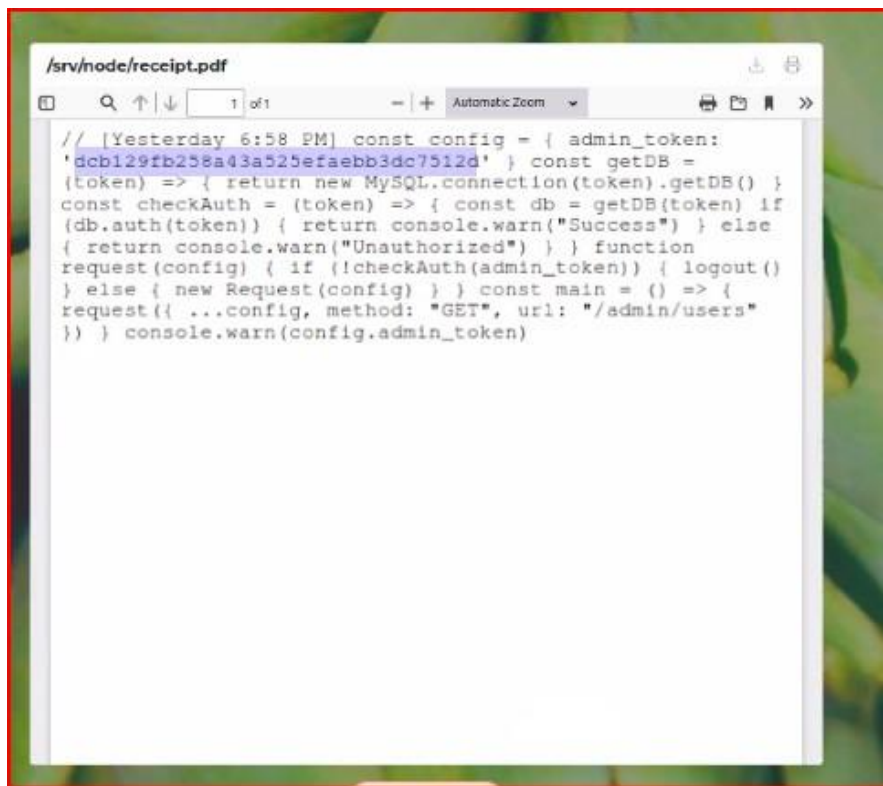 /srv/node/receipt.pdf
1 of 1 Automatic Zoom
// [Yesterday 6:58 PM] const config = { admin_token:
'dcb129fb258a43a525efaebb3dc7512d' } const getDB =
(token) => { return new MySQL.connection(token).getDB() }
const checkAuth = (token) => { const db = getDB(token) if
(db.auth(token)) { return console.warn("Success") } else
{ return console.warn("Unauthorized") } } function
request(config) { if (!checkAuth(admin_token)) { logout()
} else { new Request(config) } } const main = () => {
request({ ...config, method: "GET", url: "/admin/users"
}) } console.warn(config.admin_token)